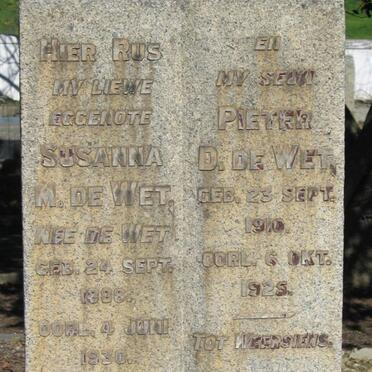 HIER RUS
MY LIEWE
EGGENOTE
SUSANNA
M. DE WET,
NEE DE WET
GEB. 24 SEPT.
1888.
OORL. 4 JUNI
1930.
EN
MY SEUN
PIETER
D. DE WET,
GEB. 23 SEPT.
1910.
OORL. 6 OKT.
1925.
TOT WEERSIENS.